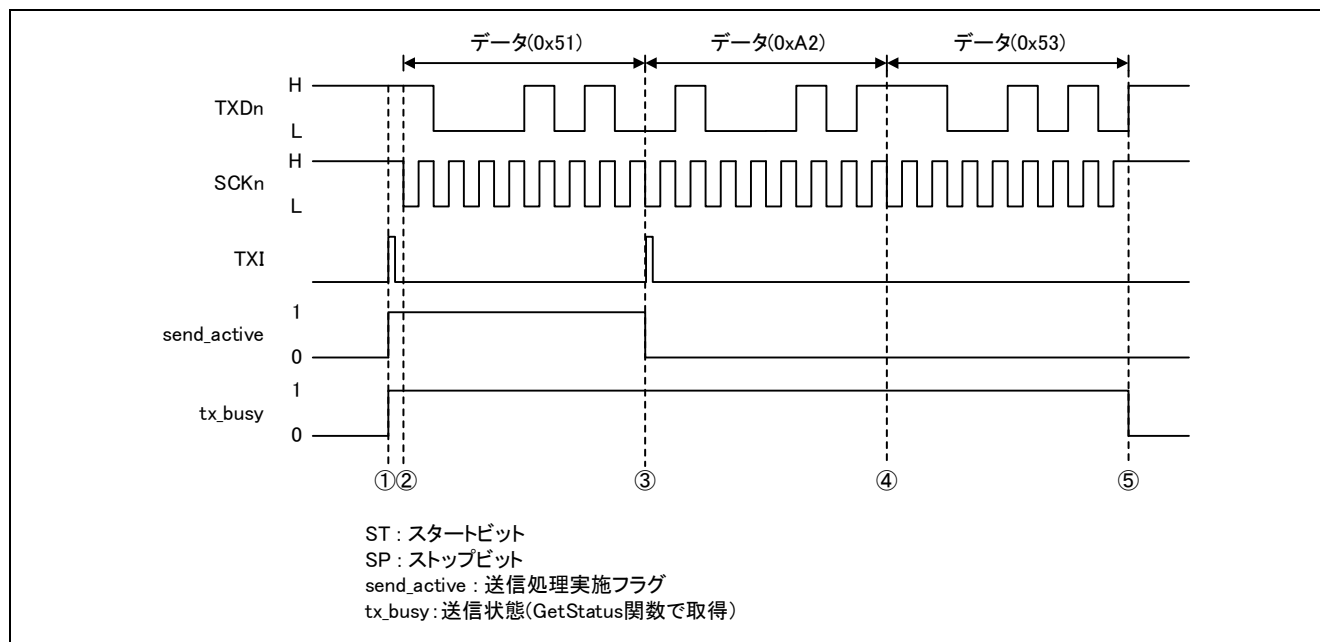 データ(0x51) データ(0xA2) データ(0x53)
H
TXDn
L
H
SCKn
L
TXI
1
send_active
0
1
tx_busy
0
① ② ③ ④ ⑤
ST : スタートビット
SP : ストップビット
send_active : 送信処理実施フラグ
tx_busy : 送信状態(GetStatus関数で取得)